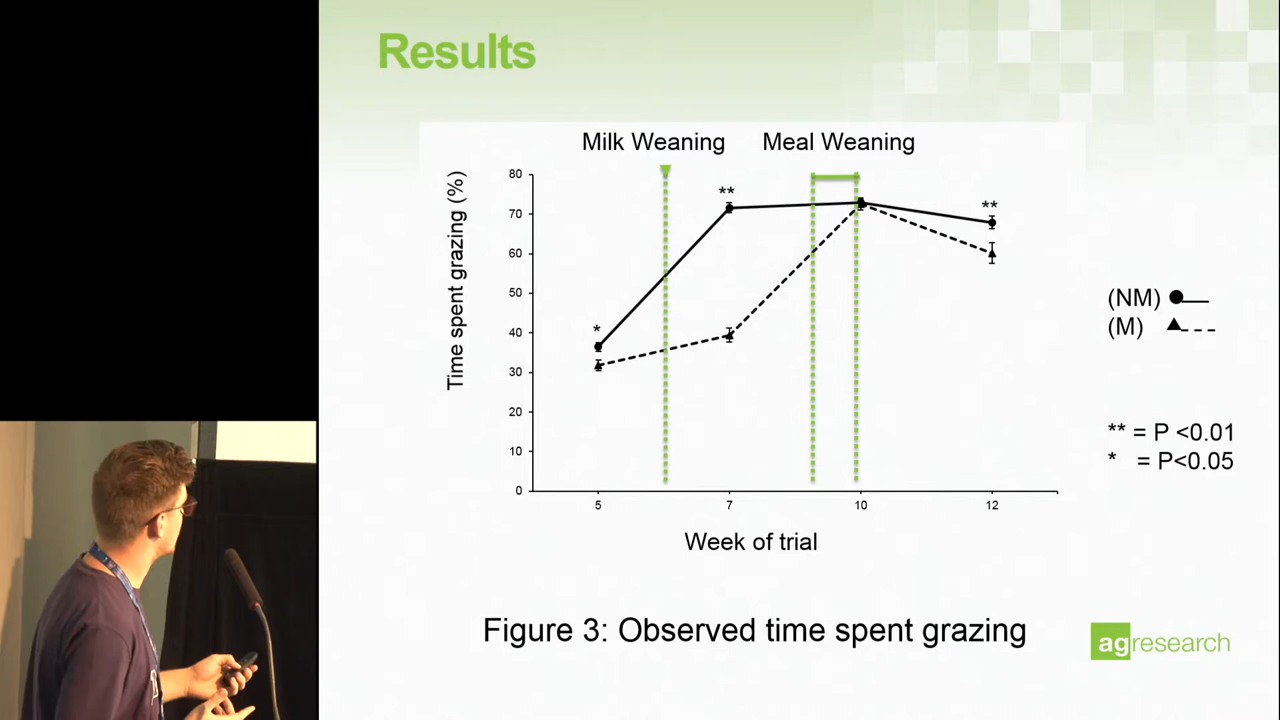 Results
Milk Weaning
Meal Weaning
Time spent grazing (%)
80
70
60
50
40
30
20
10
0
*
**
**
5
7
10
12
Week of trial
(NM)
(M)
** = P <0.01
* = P<0.05
Figure 3: Observed time spent grazing
agresearch